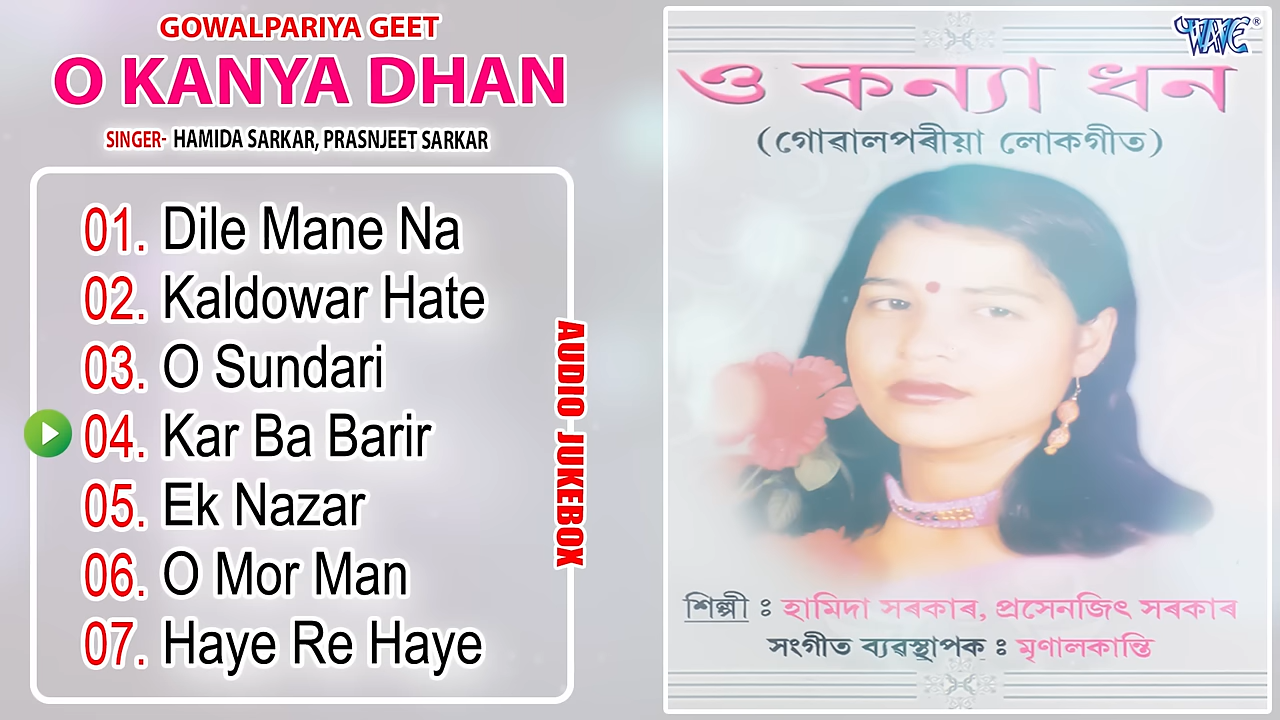 GOWALPARIYA GEET
O KANYA DHAN
SINGER- HAMIDA SARKAR, PRASNJEET SARKAR
01. Dile Mane Na
02. Kaldowar Hate
03. O Sundari
04. Kar Ba Barir
05. Ek Nazar
06. O Mor Man
07. Haye Re Haye
AUDIO JUKEBOX
WAVE®
ও কন্যা ধন
(গোৱালপৰীয়া লোকগীত)
শিল্পী ঃ হামিদা সৰকাৰ, প্ৰসেনজিৎ সৰকাৰ
সংগীত ব্যৱস্থাপক ঃ মৃণালকান্তি